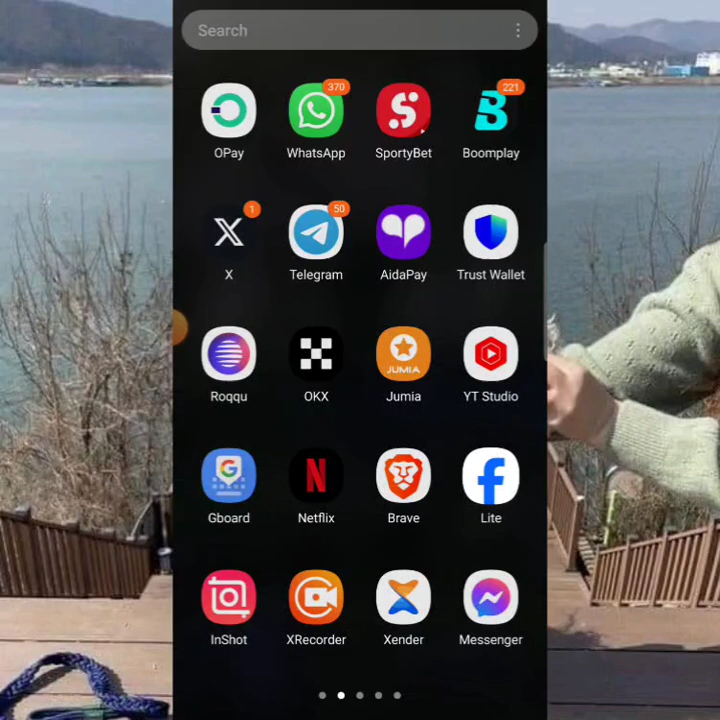 Search
370
221
OPay
WhatsApp
SportyBet
Boomplay
1
50
X
Telegram
AidaPay
Trust Wallet
JUMIA
Roqqu
OKX
Jumia
YT Studio
Gboard
Netflix
Brave
Lite
InShot
XRecorder
Xender
Messenger